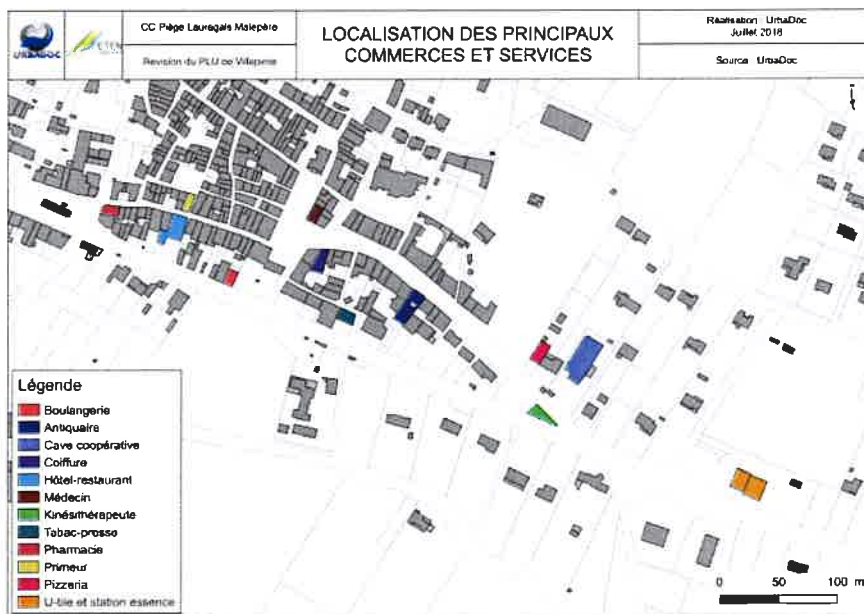 URBADOC
ETEN
CC Piège Lauragais Malepère
Révision du PLU de Villepinte
LOCALISATION DES PRINCIPAUX
COMMERCES ET SERVICES
Réalisation : UrbaDoc
Juillet 2018
Source : UrbaDoc
Légende
Boulangerie
Antiquaire
Cave coopérative
Coiffure
Hôtel-restaurant
Médecin
Kinésithérapeute
Tabac-presse
Pharmacie
Primeur
Pizzeria
U-tile et station essence
0 50 100 m